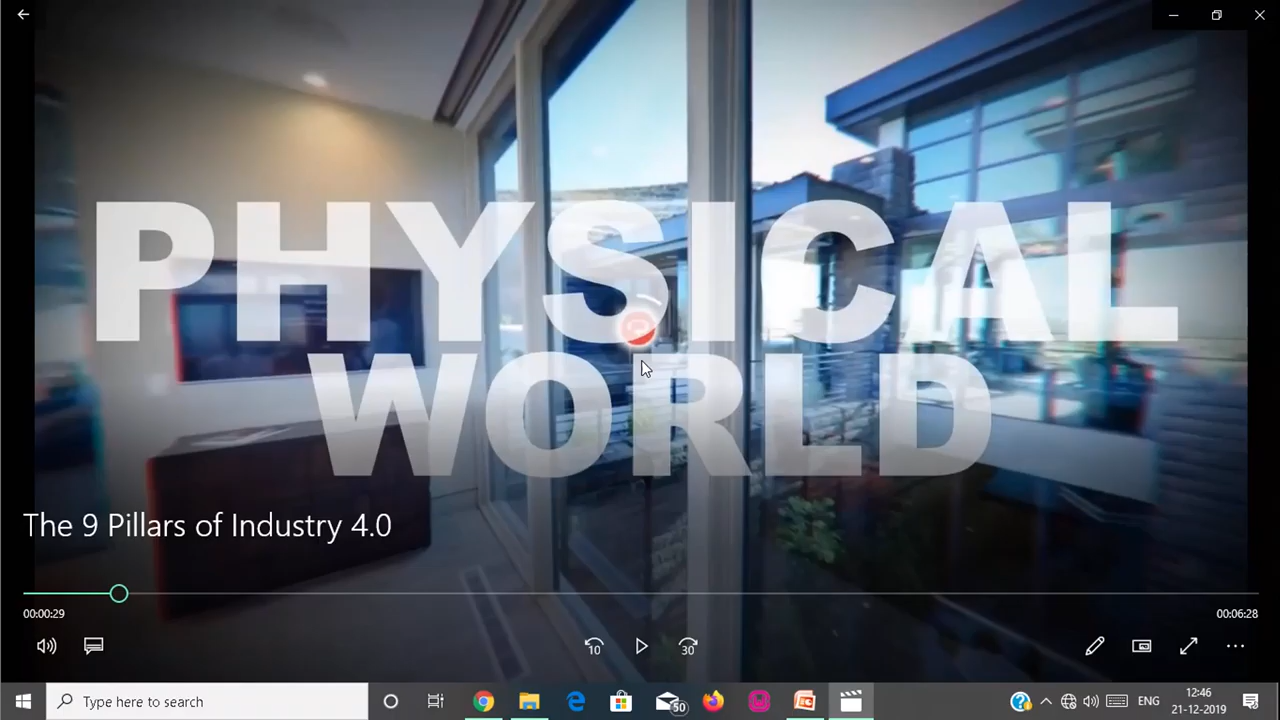 PHYSICAL
WORLD
The 9 Pillars of Industry 4.0
00:00:29
00:06:28
10
30
Type here to search
50
ENG
12:46
21-12-2019